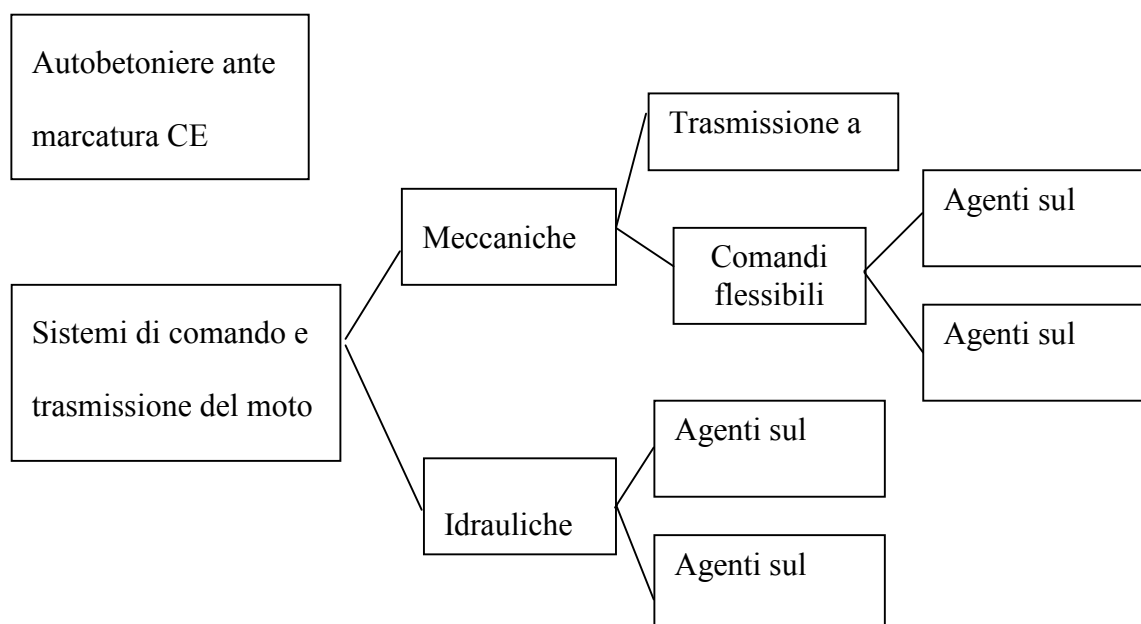 Autobetoniere ante
marcatura CE
Sistemi di comando e
trasmissione del moto
Meccaniche
Idrauliche
Trasmissione a
Comandi
flessibili
Agenti sul
Agenti sul
Agenti sul
Agenti sul